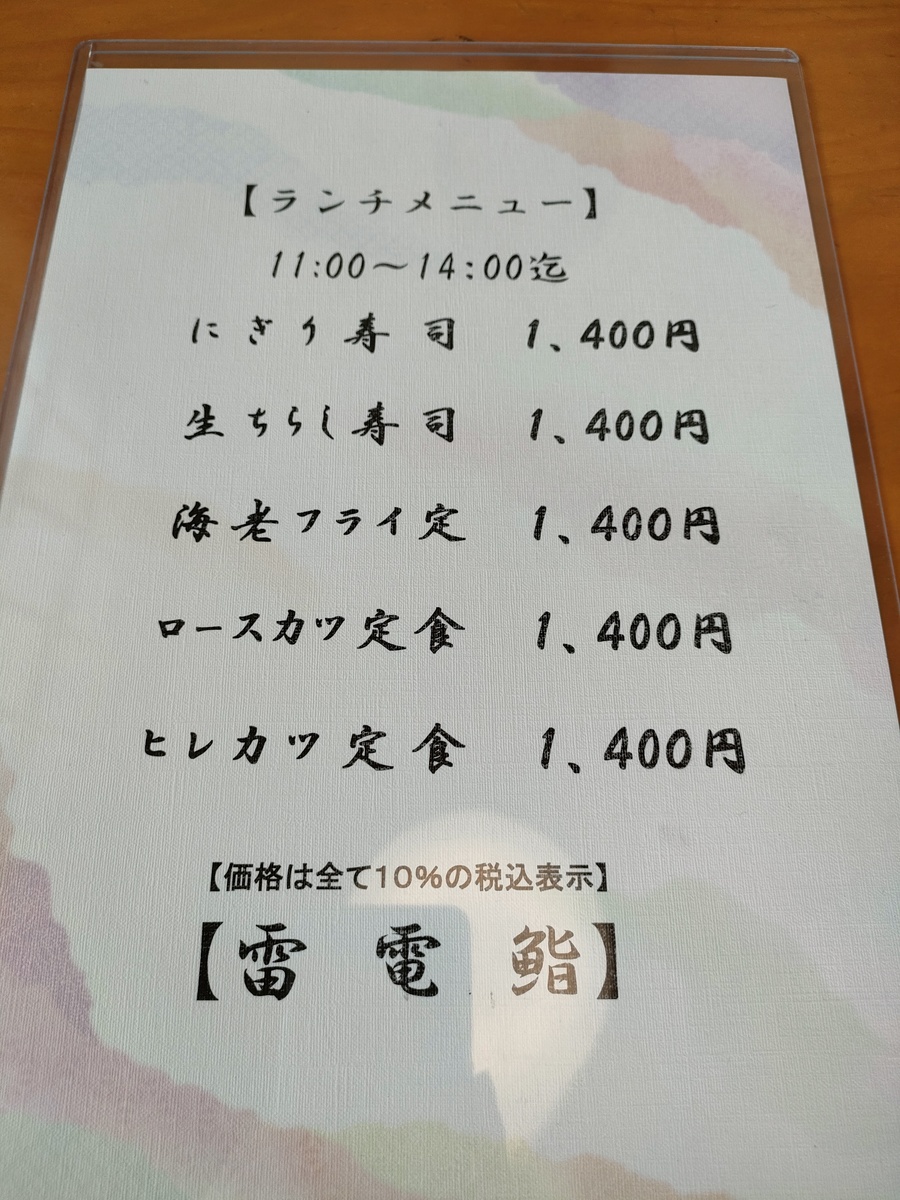 【ランチメニュー】
11:00～14:00迄
にぎり寿司　1、400円
生ちらし寿司　1、400円
海老フライ定　1、400円
ロースカツ定食　1、400円
ヒレカツ定食　1、400円
【価格は全て10%の税込表示】
【雷　電　鮨】